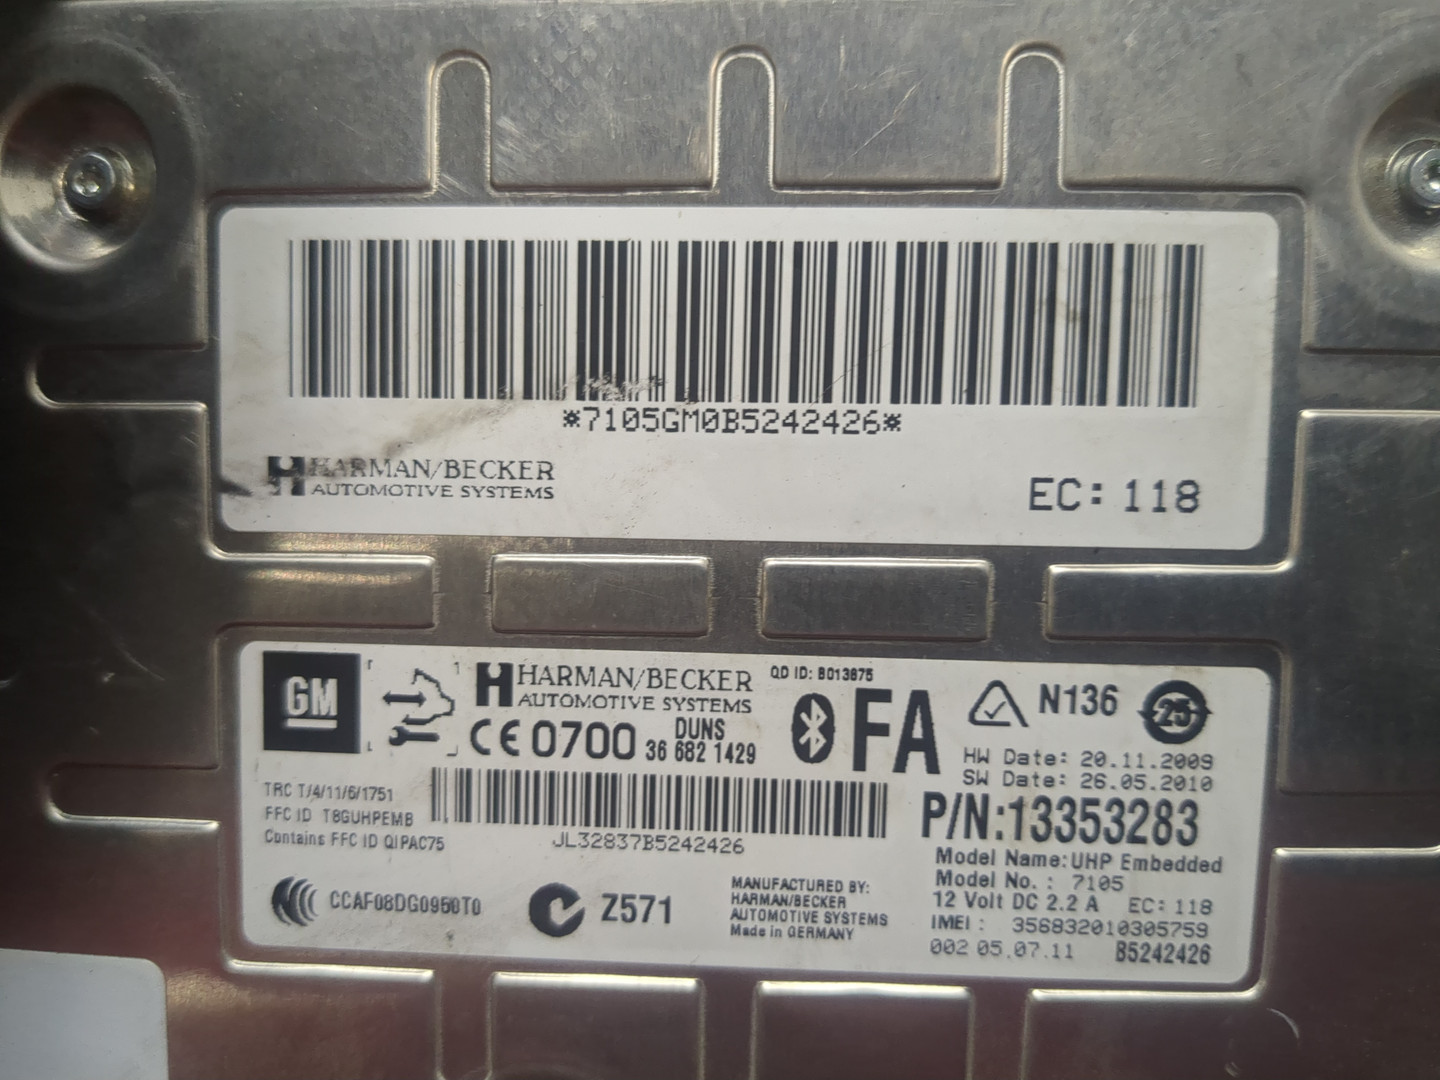 *7105GM0B5242426*
HARMAN/BECKER
AUTOMOTIVE SYSTEMS
EC: 118
GM
HARMAN/BECKER
AUTOMOTIVE SYSTEMS
QD ID: B013875
CE 0700
DUNS
36 682 1429
FA
N136
25
HW Date: 20.11.2009
SW Date: 26.05.2010
P/N:13353283
TRC T/4/11/6/1751
FFC ID T8GUHPEMB
Contains FFC ID QIPAC75
JL32837B5242426
Model Name:UHP Embedded
Model No.: 7105
12 Volt DC 2.2 A EC: 118
IMEI: 356832010305759
002 05.07.11 B5242426
CCAF08DG0950T0
Z571
MANUFACTURED BY:
HARMAN/BECKER
AUTOMOTIVE SYSTEMS
Made in GERMANY